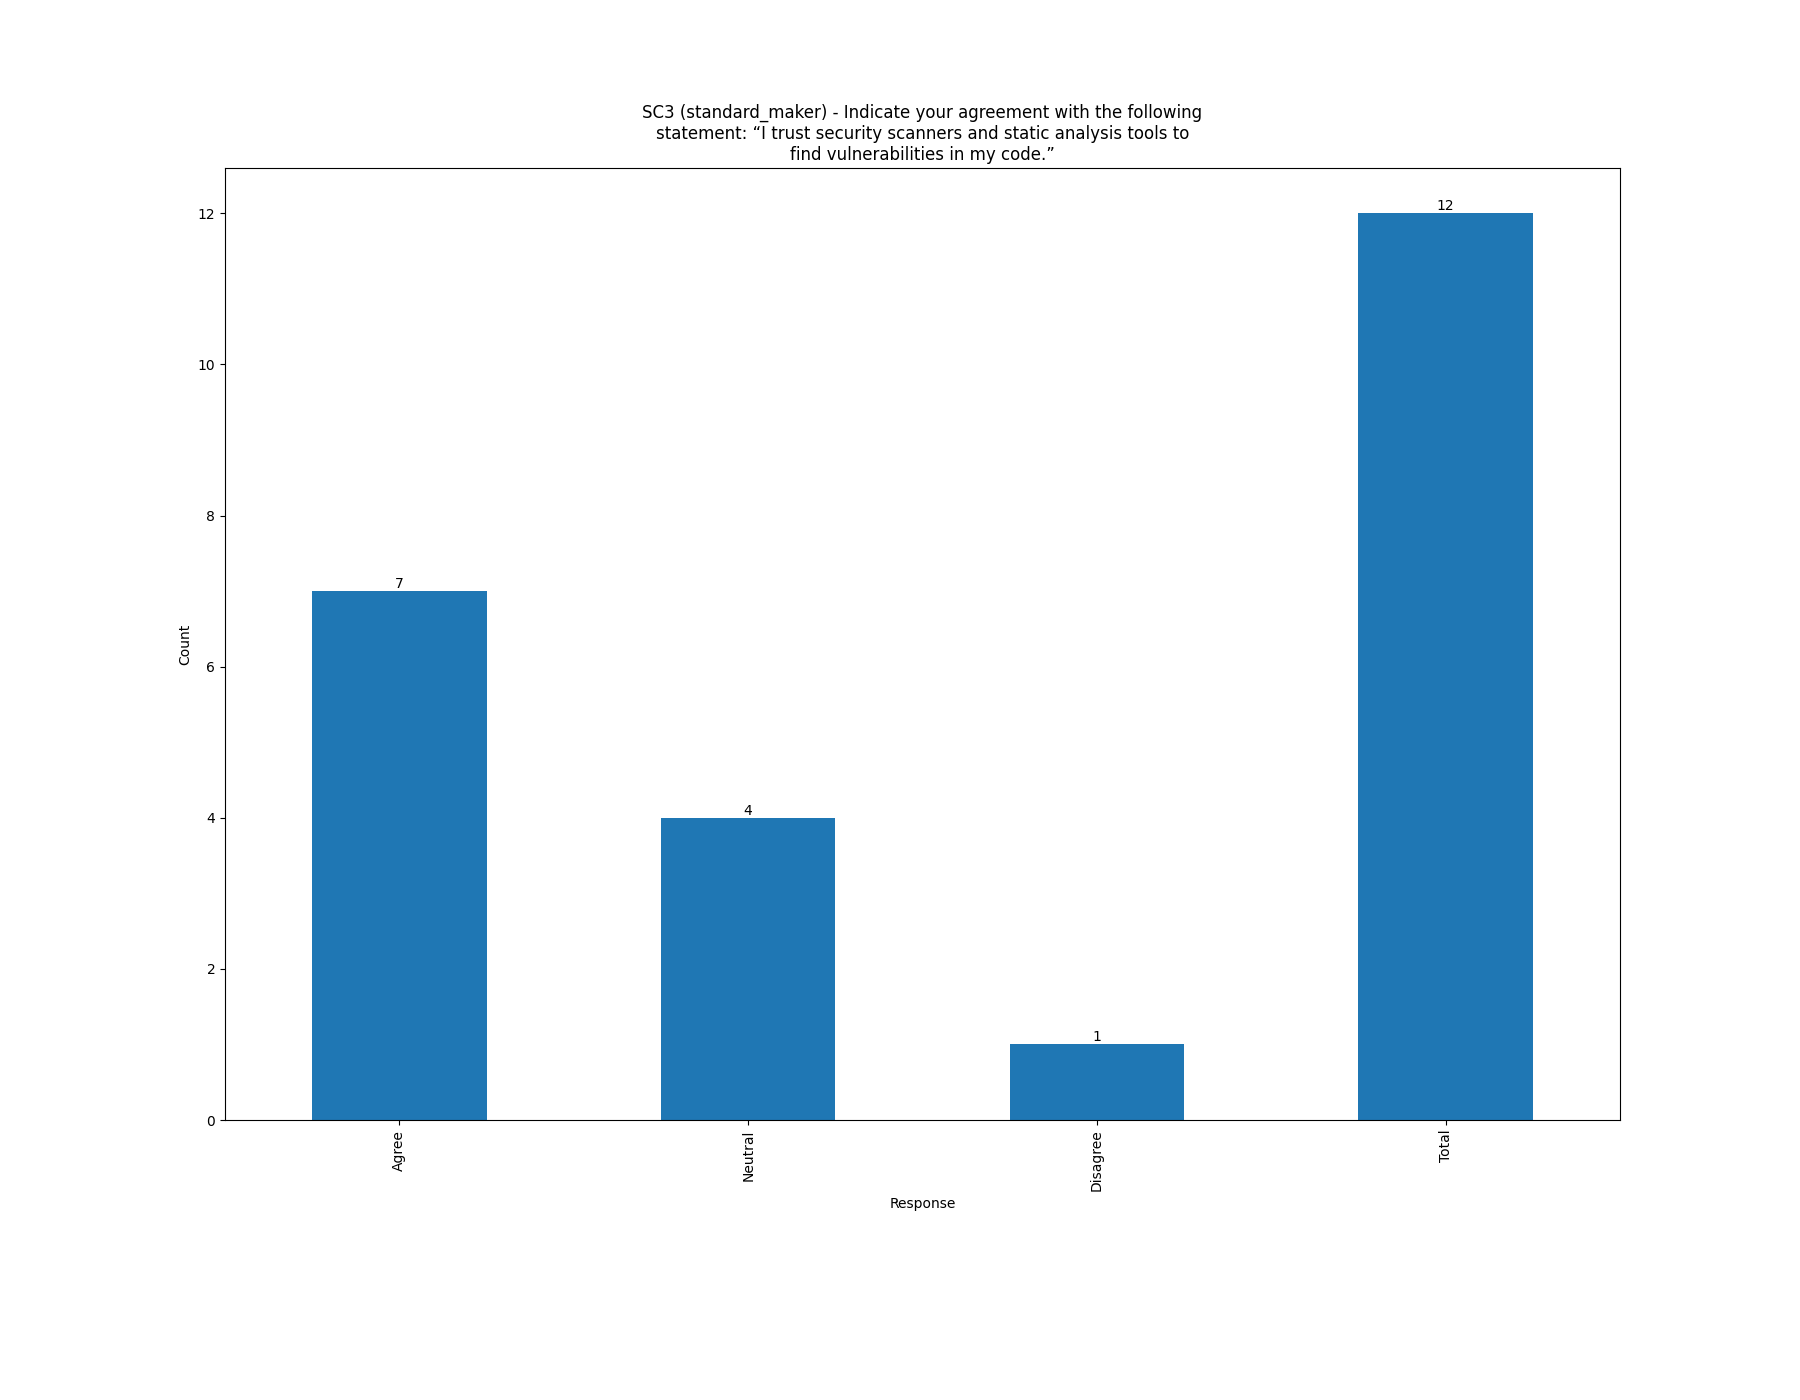 SC3 (standard_maker) - Indicate your agreement with the following
statement: “I trust security scanners and static analysis tools to
find vulnerabilities in my code.”
12
12
10
8
7
Count
6
4
4
2
1
0
Agree
Neutral
Disagree
Total
Response